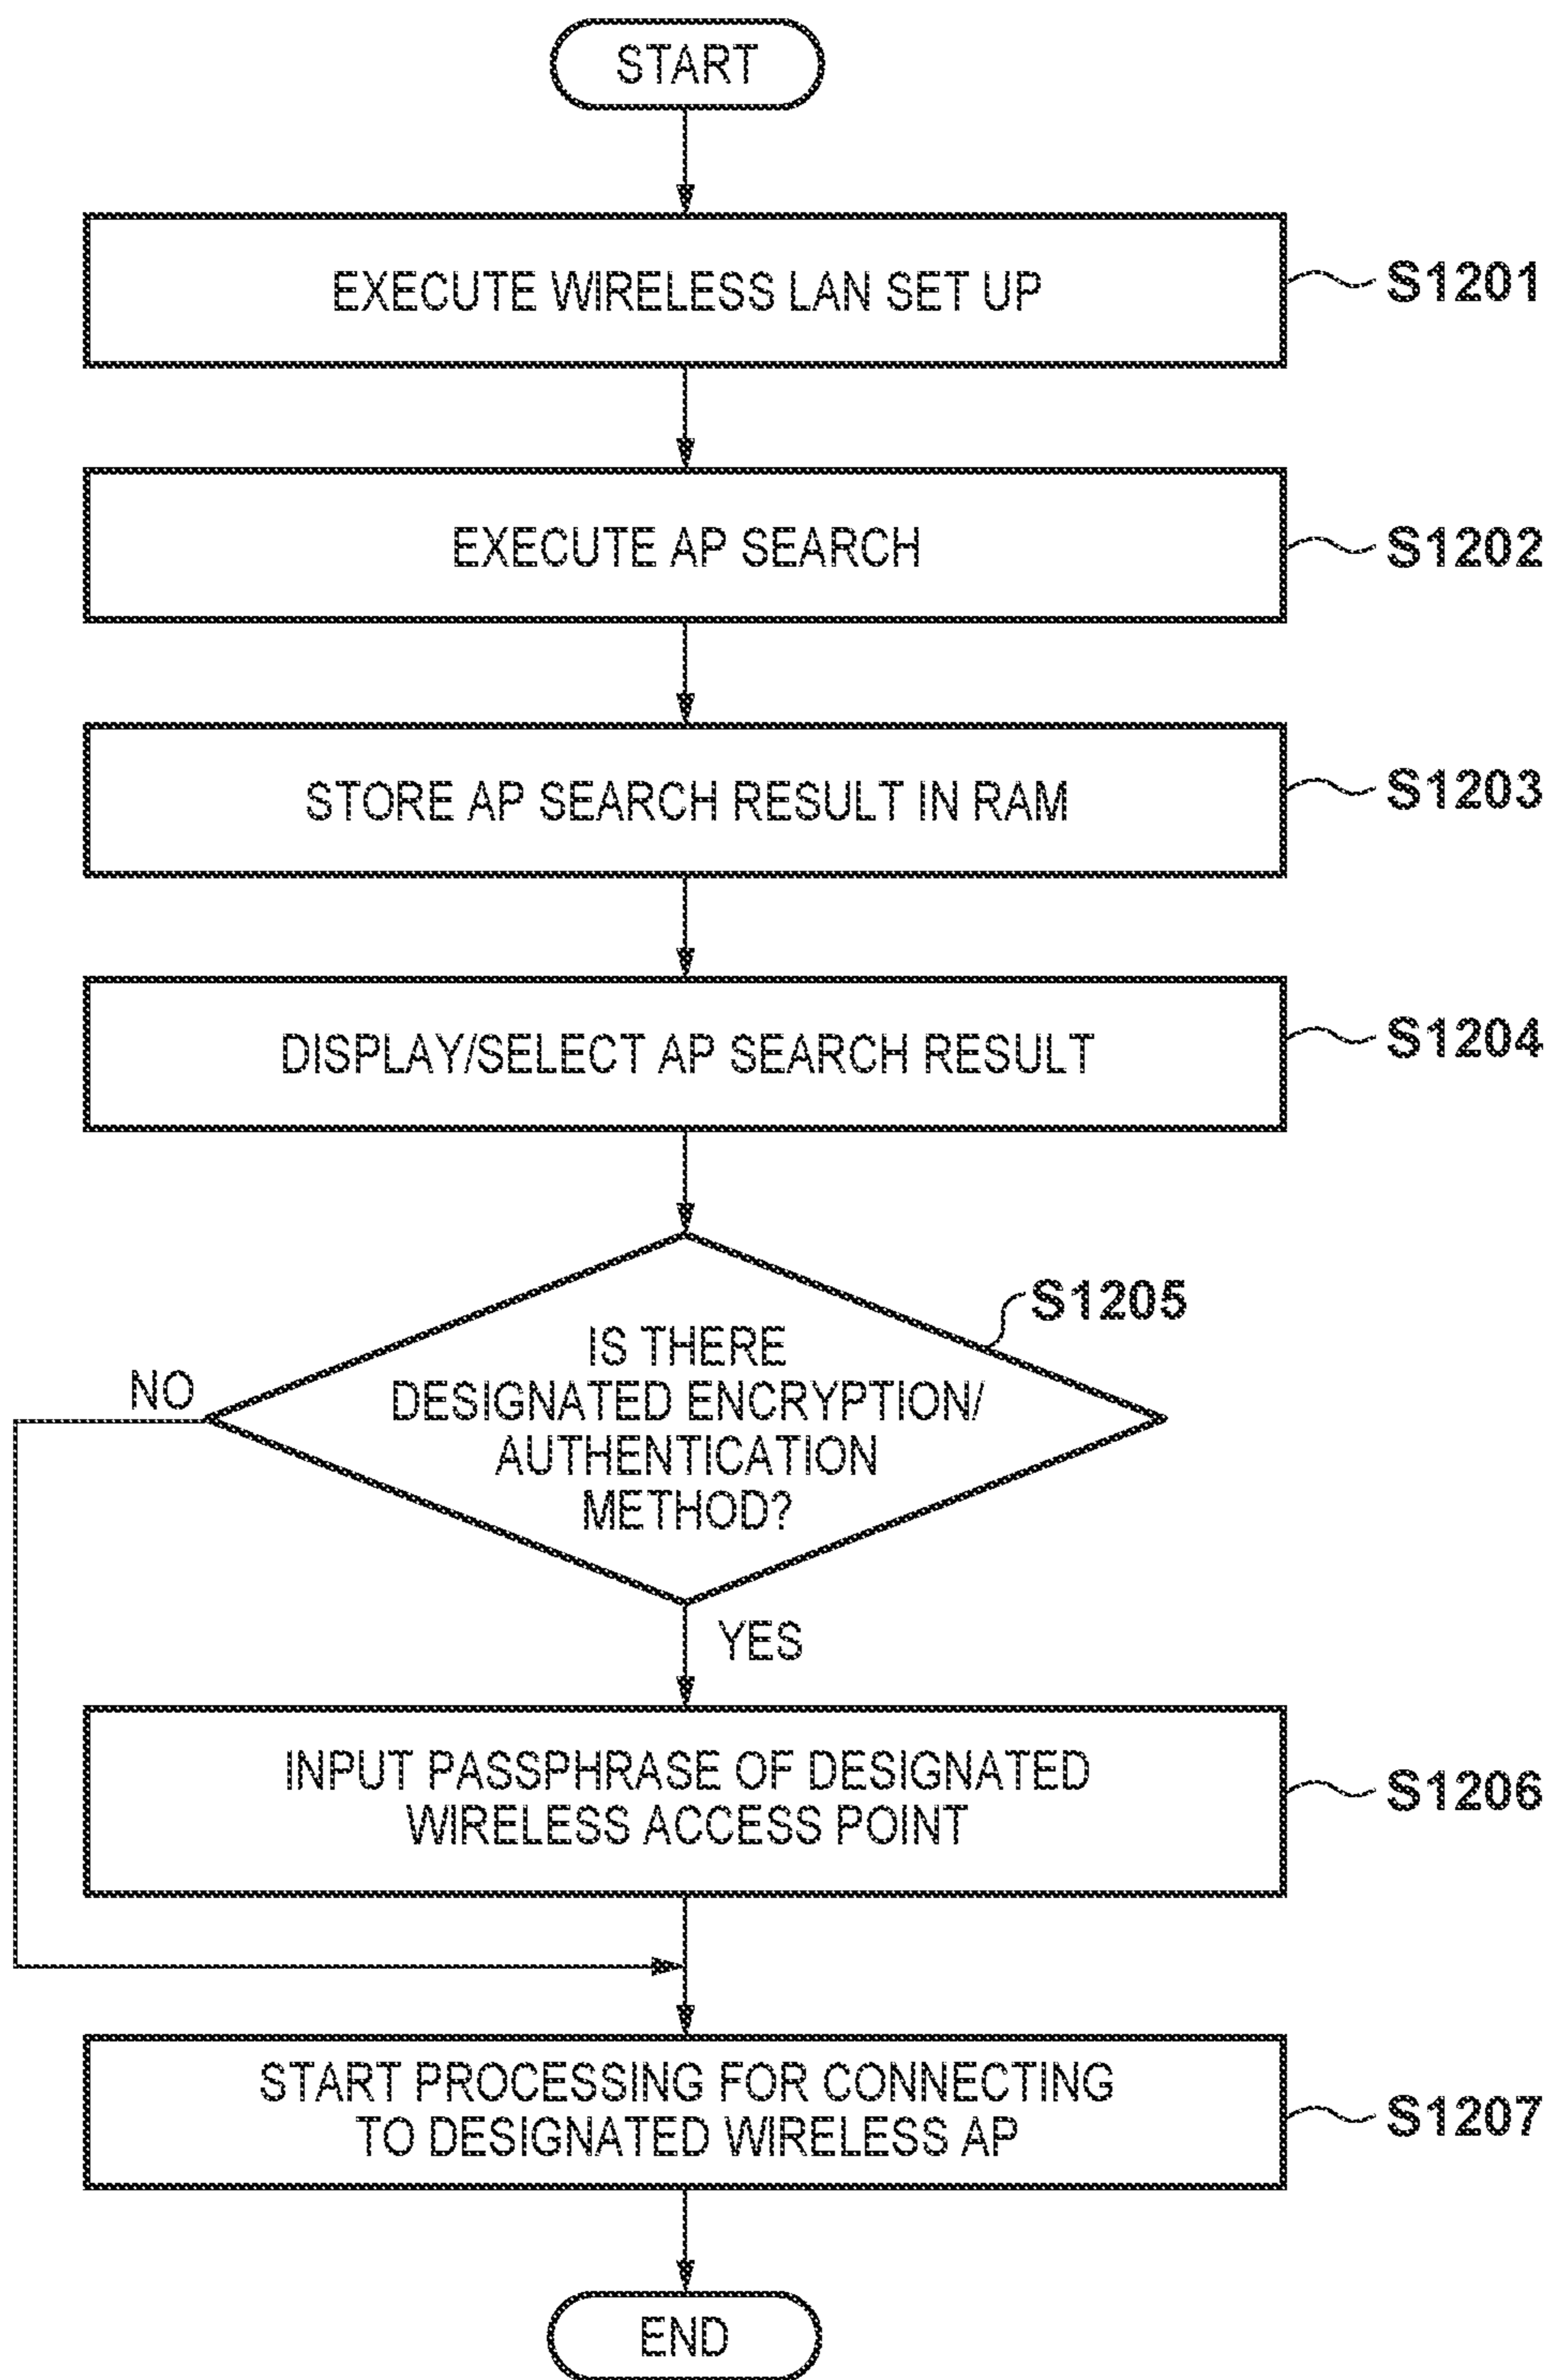 START
EXECUTE WIRELESS LAN SET UP
S1201
EXECUTE AP SEARCH
S1202
STORE AP SEARCH RESULT IN RAM
S1203
DISPLAY/SELECT AP SEARCH RESULT
S1204
S1205
IS THERE
DESIGNATED ENCRYPTION/
AUTHENTICATION
METHOD?
NO
YES
INPUT PASSPHRASE OF DESIGNATED
WIRELESS ACCESS POINT
S1206
START PROCESSING FOR CONNECTING
TO DESIGNATED WIRELESS AP
S1207
END